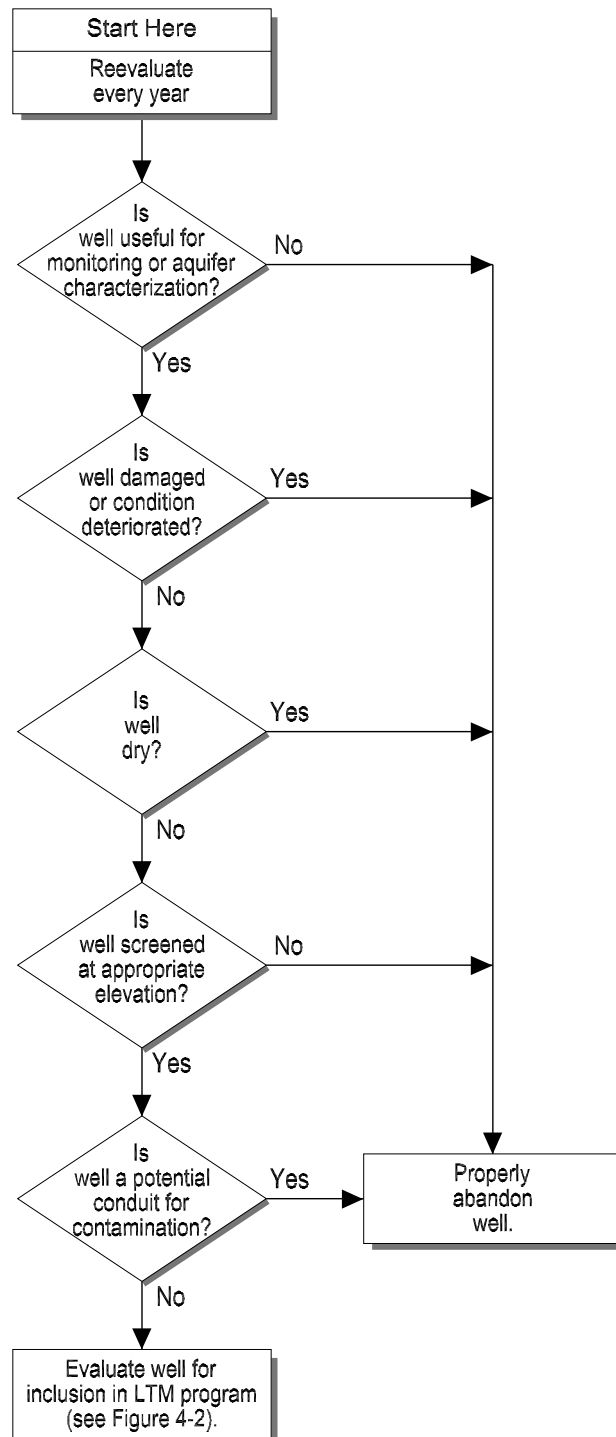 Start Here
Reevaluate
every year
Is
well useful for
monitoring or aquifer
characterization?
No
Yes
Is
well damaged
or condition
deteriorated?
Yes
No
Is
well
dry?
Yes
No
Is
well screened
at appropriate
elevation?
No
Yes
Is
well a potential
conduit for
contamination?
Yes
Properly
abandon
well.
No
Evaluate well for
inclusion in LTM program
(see Figure 4-2).